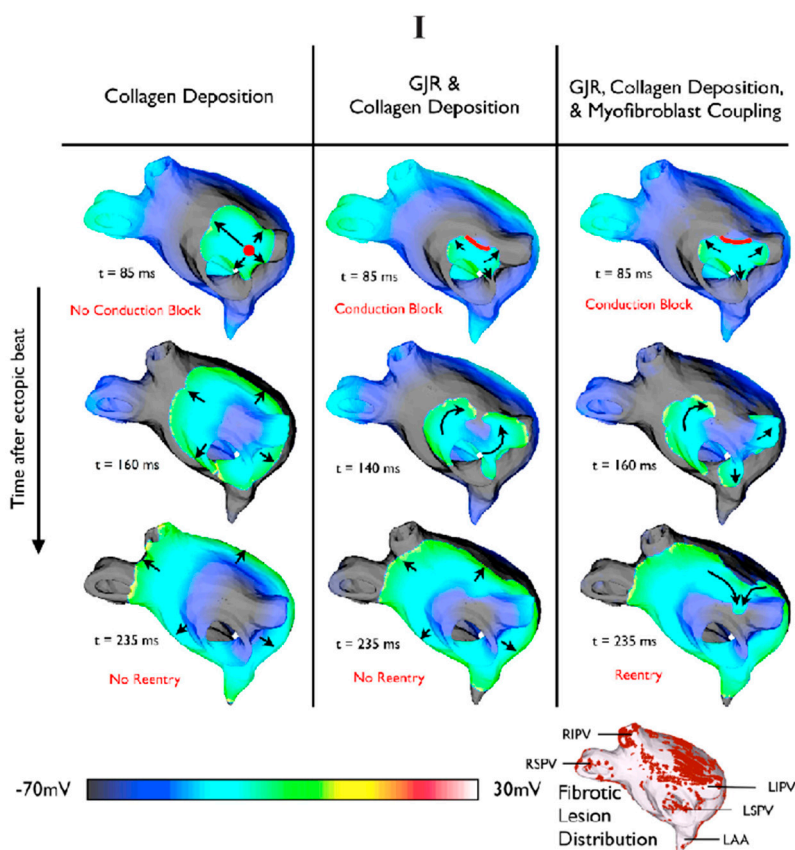 I
Collagen Deposition
GJR &
Collagen Deposition
GJR, Collagen Deposition,
& Myofibroblast Coupling
Time after ectopic beat
t = 85 ms
No Conduction Block
t = 85 ms
Conduction Block
t = 85 ms
Conduction Block
t = 160 ms
t = 140 ms
t = 160 ms
t = 235 ms
No Reentry
t = 235 ms
No Reentry
t = 235 ms
Reentry
-70mV
30mV
RIPV
RSPV
LIPV
LSPV
LAA
Fibrotic
Lesion
Distribution